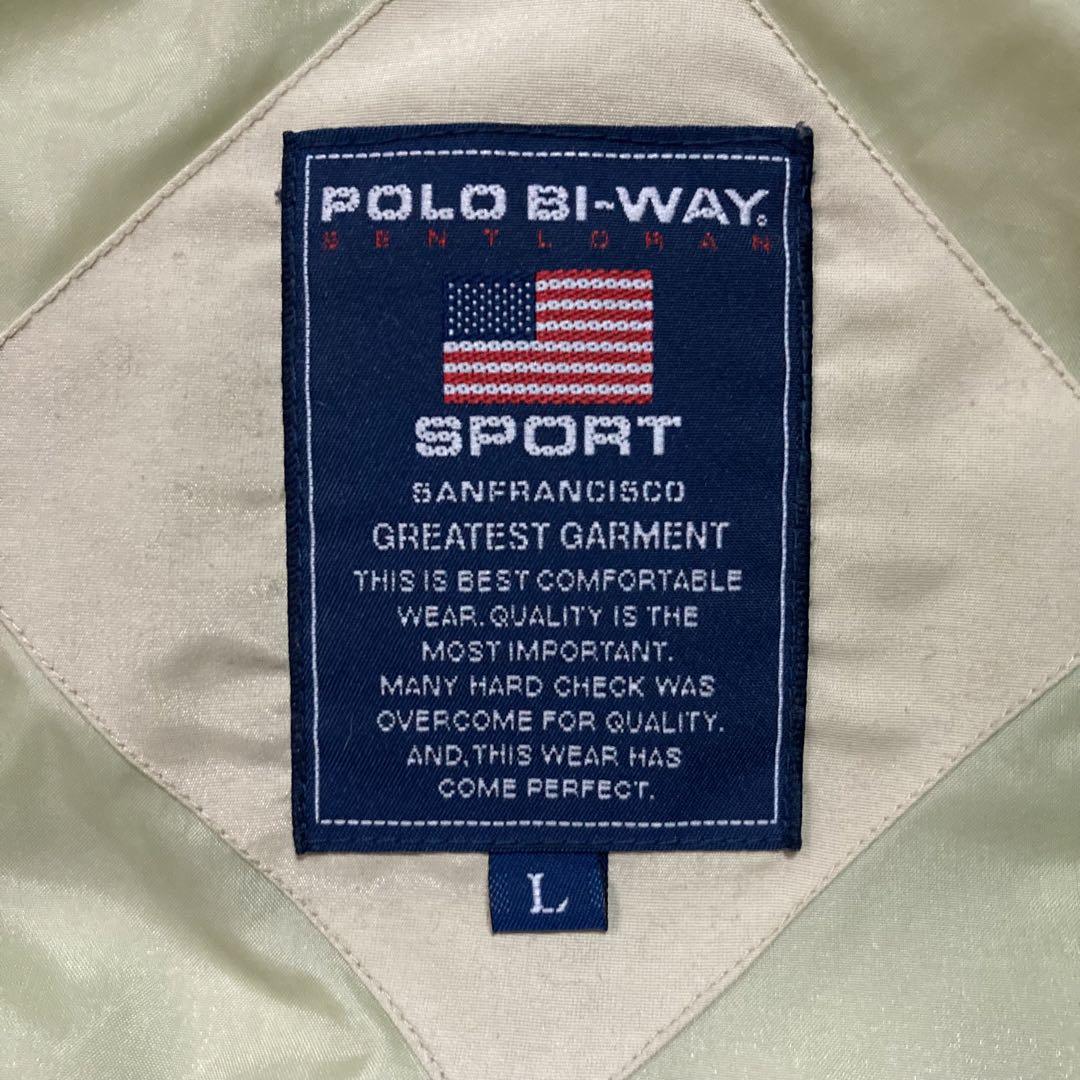 POLO BI-WAY.
SENTLORAN
SPORT
SANFRANCISCO
GREATEST GARMENT
THIS IS BEST COMFORTABLE
WEAR. QUALITY IS THE
MOST IMPORTANT.
MANY HARD CHECK WAS
OVERCOME FOR QUALITY.
AND, THIS WEAR HAS
COME PERFECT.
L